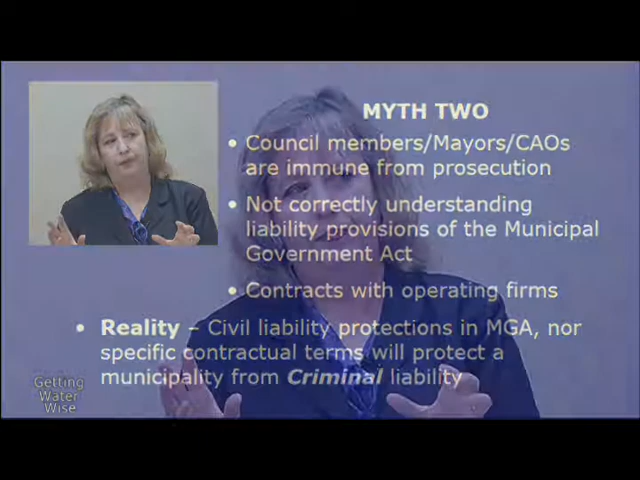 MYTH TWO
• Council members/Mayors/CAOs
are immune from prosecution
• Not correctly understanding
liability provisions of the Municipal
Government Act
• Contracts with operating firms
• Reality – Civil liability protections in MGA, nor
specific contractual terms will protect a
municipality from Criminal liability
Getting
Water
Wise